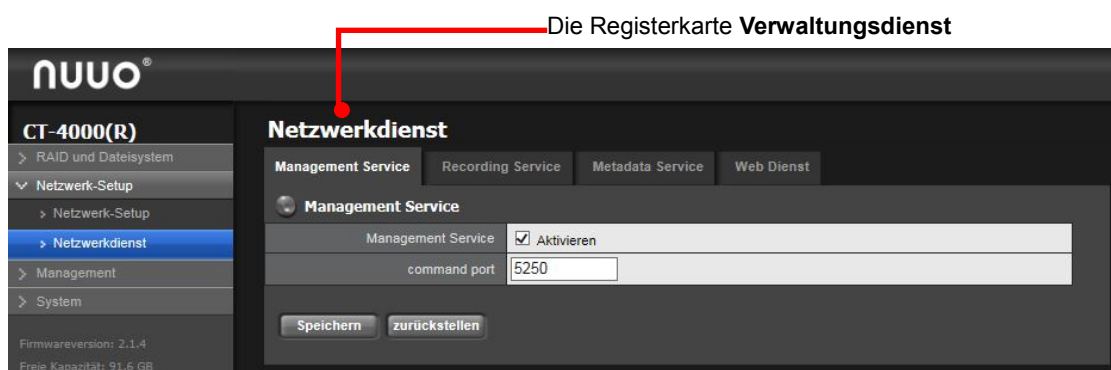 Die Registerkarte Verwaltungsdienst
nuuo®
CT-4000(R)
> RAID und Dateisystem
Netzwerk-Setup
> Netzwerk-Setup
> Netzwerkdienst
> Management
> System
Firmwareversion: 2.1.4
Freie Kapazität: 91.6 GB
Netzwerkdienst
Management Service Recording Service Metadata Service Web Dienst
Management Service
Management Service Aktivieren
command port 5250
Speichern zurückstellen